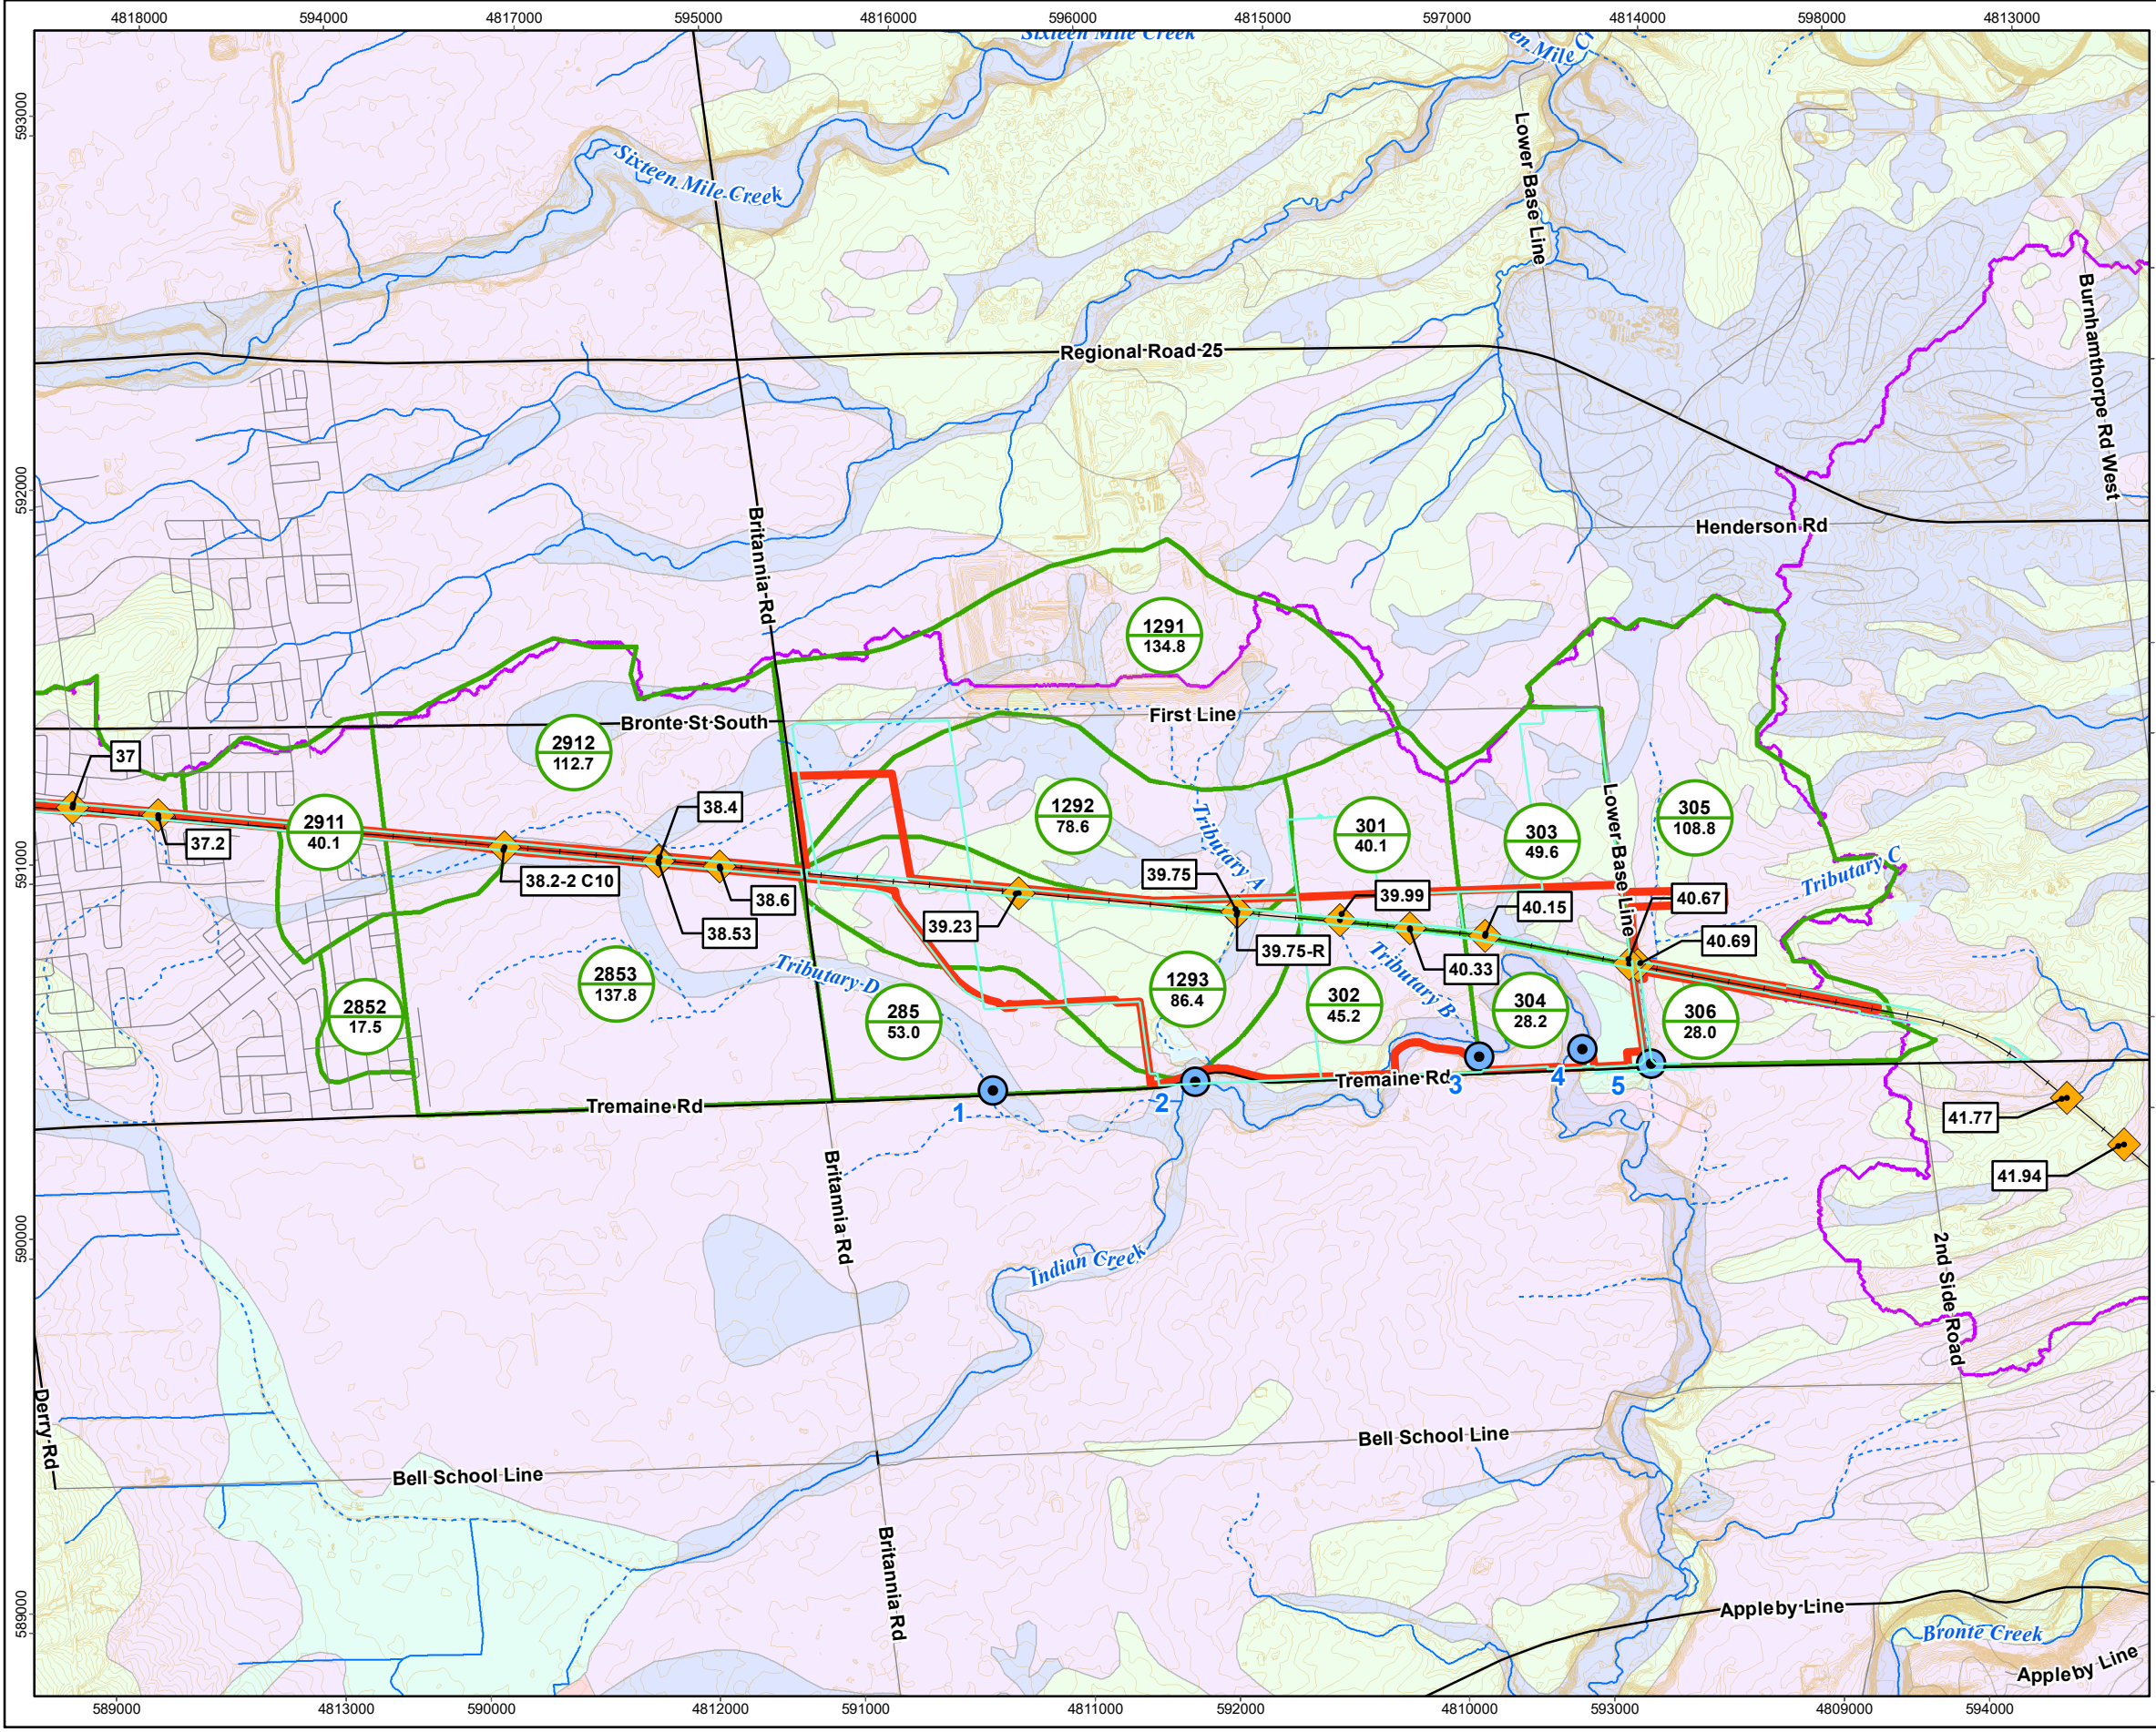 4818000
594000
4817000
595000
4816000
596000
4815000
597000
4814000
598000
4813000
Sixteen Mile Creek
593000
Sixteen Mile Creek
Lower Base Line
Burnhamthorpe Rd West
Regional Road 25
592000
Henderson Rd
Britannia Rd
1291
134.8
Bronte St South
First Line
2912
112.7
37
37.2
2911
40.1
38.4
38.2-2 C10
38.6
38.53
1292
78.6
Tributary A
39.75
39.23
39.75-R
301
40.1
39.99
303
49.6
Lower Base Line
305
108.8
Tributary C
40.15
40.67
40.69
40.33
Tributary B
591000
2853
137.8
Tributary D
2852
17.5
285
53.0
1293
86.4
302
45.2
304
28.2
306
28.0
Tremaine Rd
Tremaine Rd
1
2
3
4
5
41.77
41.94
Britannia Rd
590000
Indian Creek
2nd Side Road
Derry Rd
Bell School Line
Bell School Line
Britannia Rd
589000
Appleby Line
Bronte Creek
Appleby Line
589000
4813000
590000
4812000
591000
4811000
592000
4810000
593000
4809000
594000